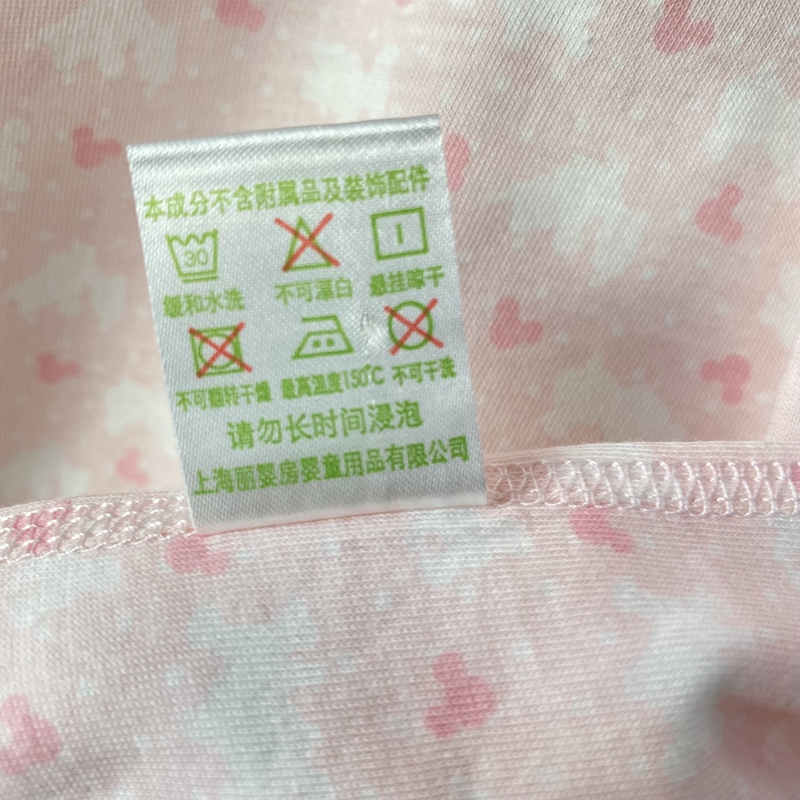 本成分不含附属品及装饰配件
30
缓和水洗 不可漂白 悬挂晾干
不可翻转干燥 最高温度150℃ 不可干洗
请勿长时间浸泡
上海丽婴房婴童用品有限公司